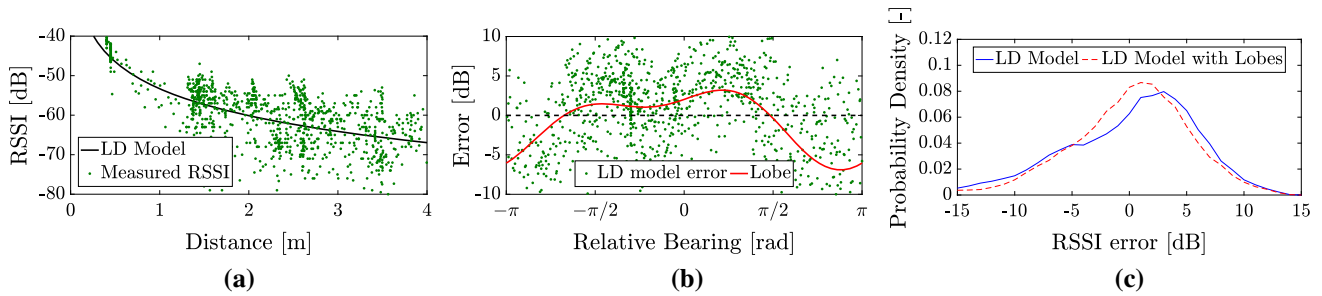 RSSI [dB]
-40
-50
-60
-70
-80
LD Model
Measured RSSI
0 1 2 3 4
Distance [m]
(a)
Error [dB]
10
5
0
-5
-10
LD model error Lobe
−π −π/2 0 π/2 π
Relative Bearing [rad]
(b)
Probability Density [-]
0.12
0.1
0.08
0.06
0.04
0.02
0
LD Model LD Model with Lobes
-15 -10 -5 0 5 10 15
RSSI error [dB]
(c)